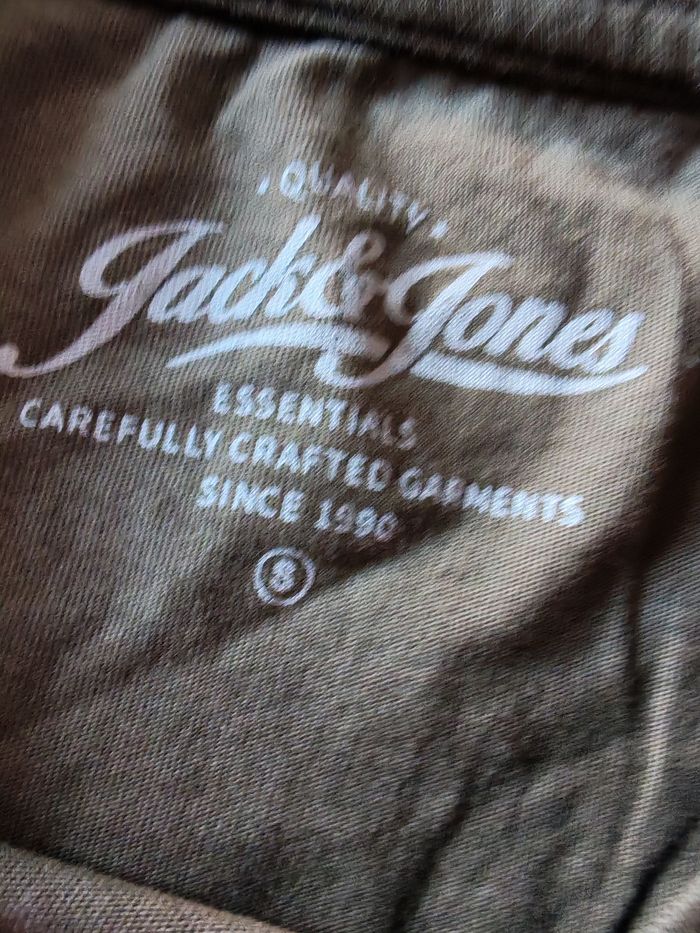 • QUALITY •
Jack & Jones
ESSENTIALS
CAREFULLY CRAFTED GARMENTS
SINCE 1990
S